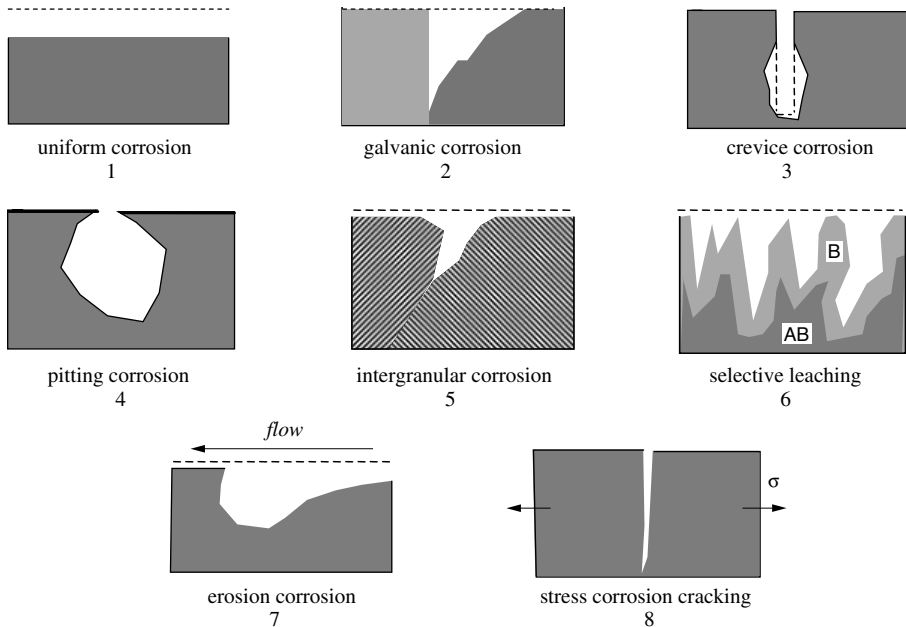 uniform corrosion
1
galvanic corrosion
2
crevice corrosion
3
pitting corrosion
4
intergranular corrosion
5
B
AB
selective leaching
6
flow
erosion corrosion
7
σ
stress corrosion cracking
8